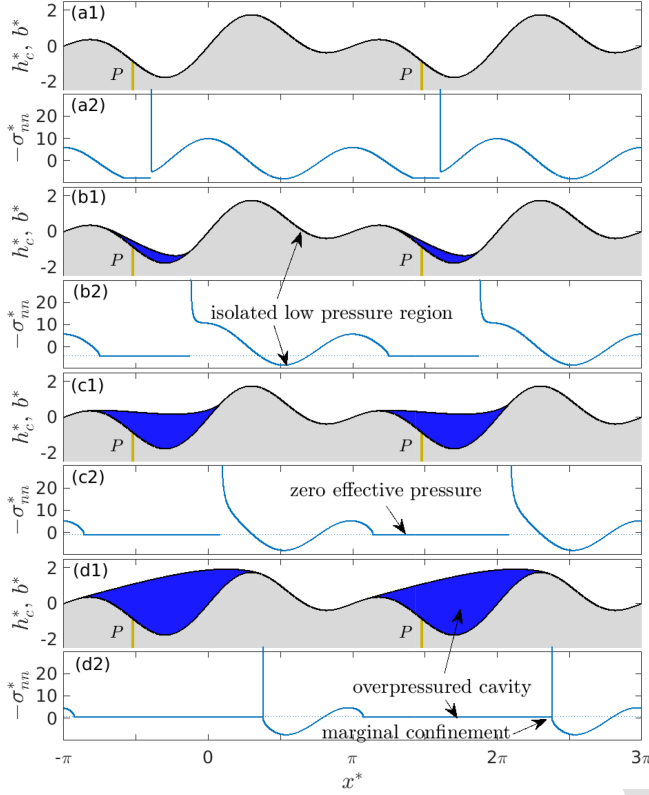 (a1)
h*c, b*
2
0
-2
P
P
(a2)
−σ*nn
20
10
0
(b1)
h*c, b*
2
0
-2
P
P
(b2)
−σ*nn
20
10
0
isolated low pressure region
(c1)
h*c, b*
2
0
-2
P
P
(c2)
−σ*nn
20
10
0
zero effective pressure
(d1)
h*c, b*
2
0
-2
P
P
(d2)
−σ*nn
20
10
0
overpressured cavity
marginal confinement
-π 0 π 2π 3π
x*